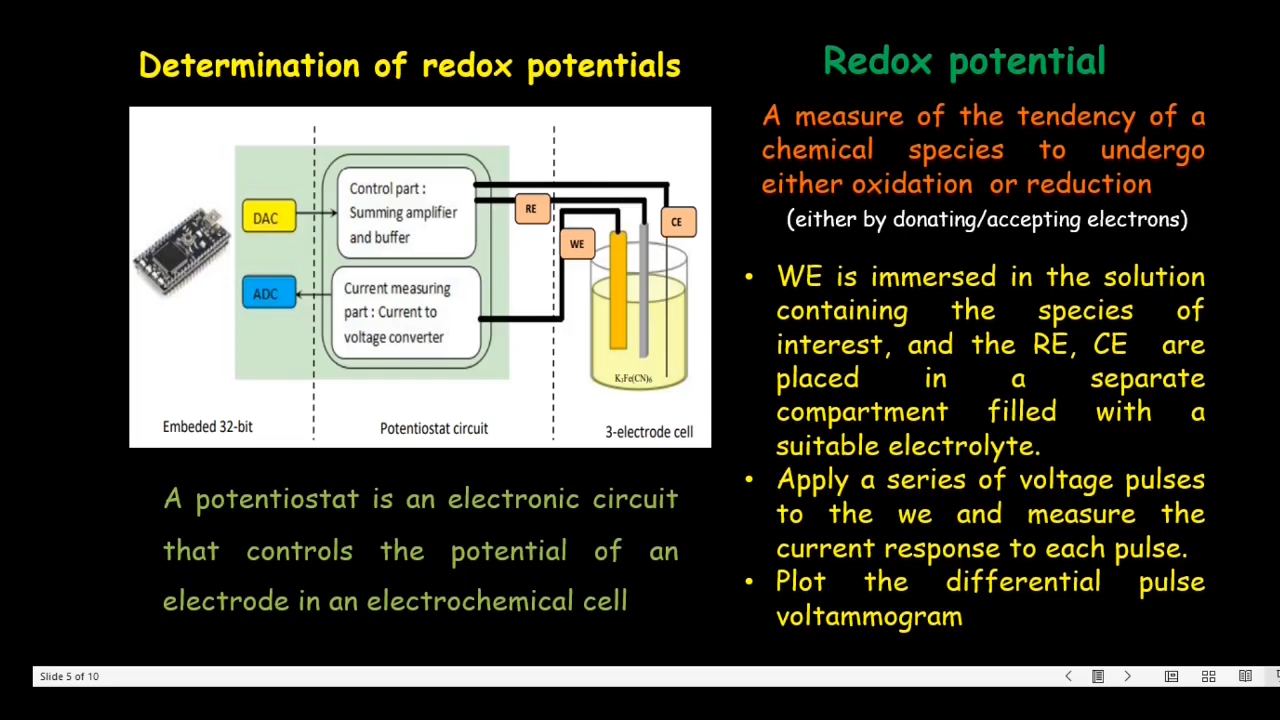 Determination of redox potentials
DAC
ADC
Control part :
Summing amplifier
and buffer
Current measuring
part : Current to
voltage converter
RE
WE
CE
K₃Fe(CN)₆
Embeded 32-bit
Potentiostat circuit
3-electrode cell
A potentiostat is an electronic circuit
that controls the potential of an
electrode in an electrochemical cell
Redox potential
A measure of the tendency of a
chemical species to undergo
either oxidation or reduction
(either by donating/accepting electrons)
• WE is immersed in the solution
containing the species of
interest, and the RE, CE are
placed in a separate
compartment filled with a
suitable electrolyte.
• Apply a series of voltage pulses
to the we and measure the
current response to each pulse.
• Plot the differential pulse
voltammogram
Slide 5 of 10